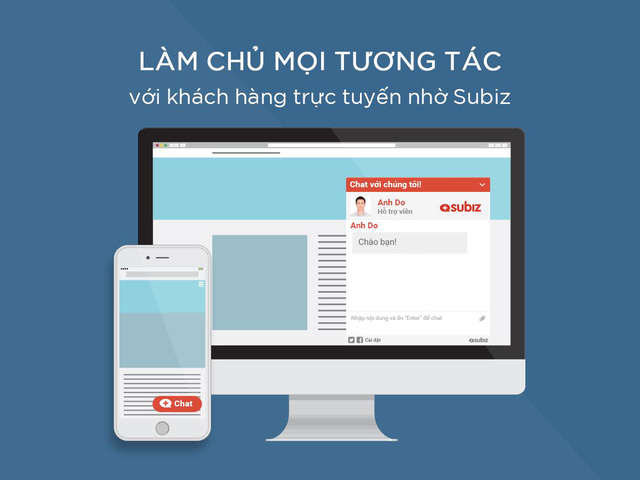 LÀM CHỦ MỌI TƯƠNG TÁC
với khách hàng trực tuyến nhờ Subiz
Chat với chúng tôi!
Anh Do
Hỗ trợ viên
subiz
Anh Do
Chào bạn!
Nhập nội dung và ấn "Enter" để chat
Cài đặt
subiz
Chat